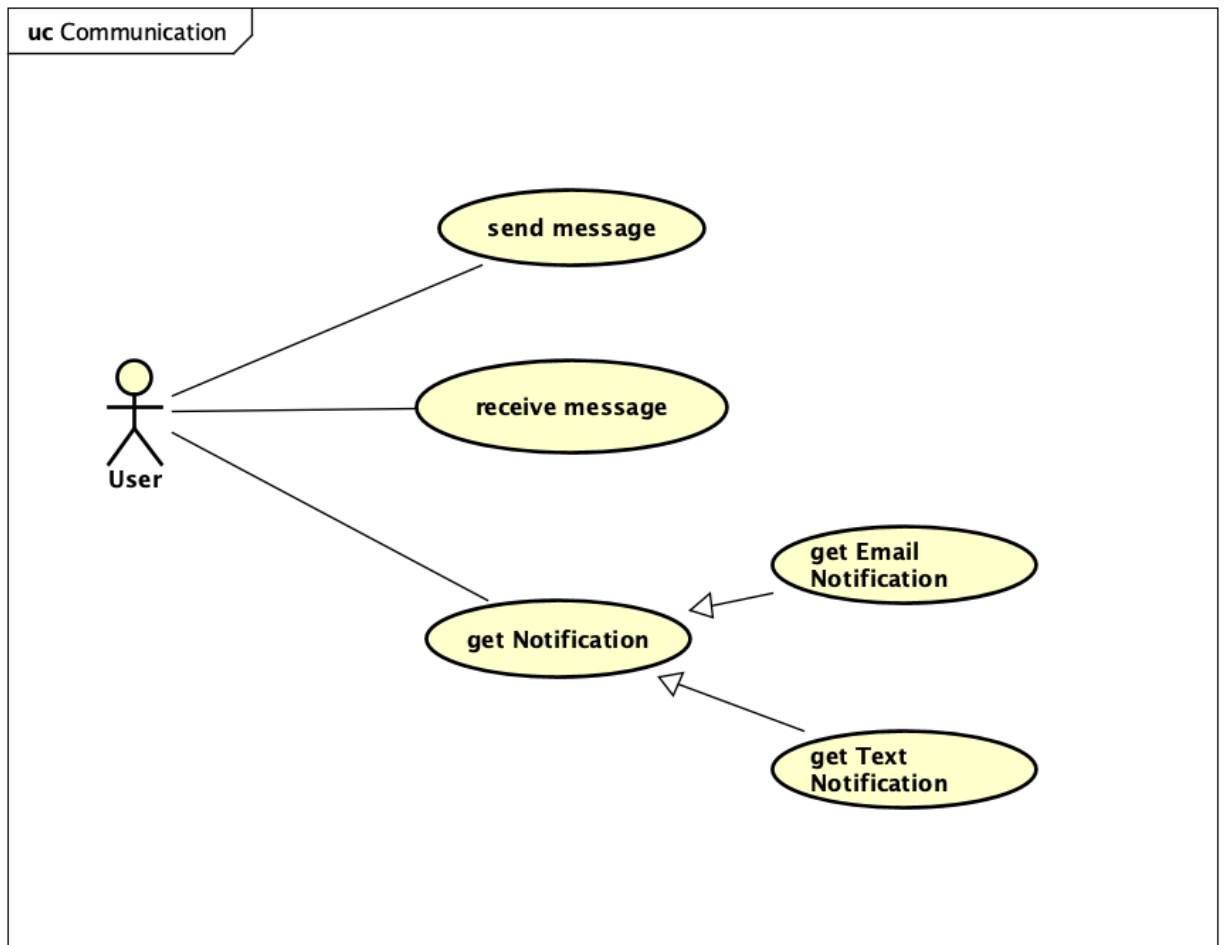 uc Communication
send message
receive message
User
get Email
Notification
get Notification
get Text
Notification